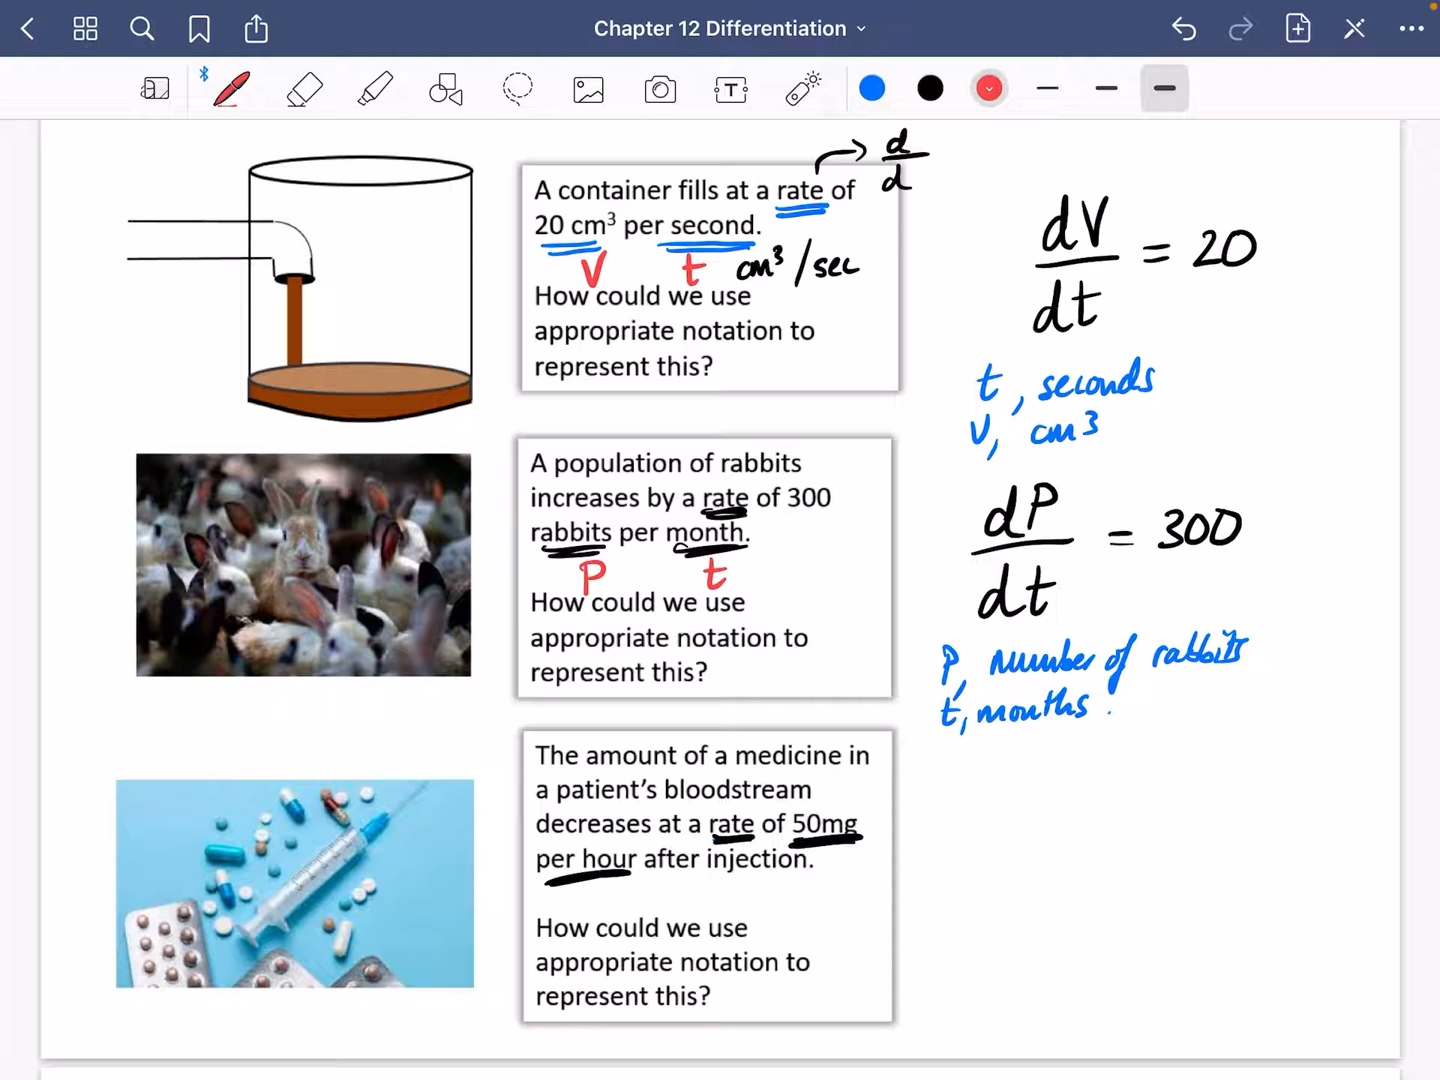 Chapter 12 Differentiation
T
d
d
A container fills at a rate of
20 cm³ per second.
V t cm³ / sec
How could we use
appropriate notation to
represent this?
dV
dt
= 20
t, seconds
V, cm³
A population of rabbits
increases by a rate of 300
rabbits per month.
P t
How could we use
appropriate notation to
represent this?
dP
dt
= 300
P, number of rabbits
t, months.
The amount of a medicine in
a patient's bloodstream
decreases at a rate of 50mg
per hour after injection.
How could we use
appropriate notation to
represent this?